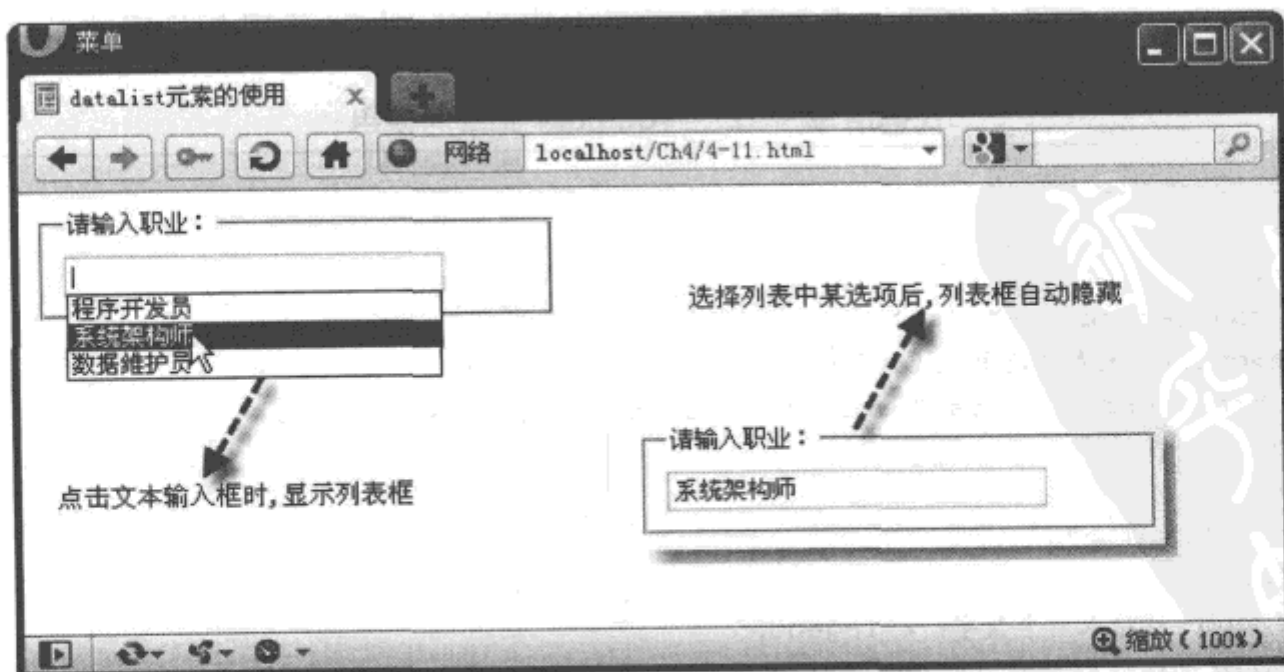 菜单
datalist元素的使用
网络
localhost/Ch4/4-11.html
请输入职业：
程序开发员
系统架构师
数据维护员
点击文本输入框时,显示列表框
选择列表中某选项后,列表框自动隐藏
请输入职业：
系统架构师
缩放(100%)